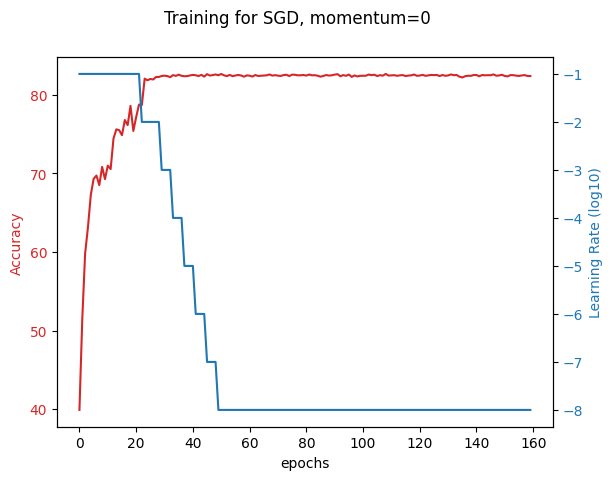 Training for SGD, momentum=0
Accuracy
80
70
60
50
40
−1
−2
−3
−4
−5
−6
−7
−8
Learning Rate (log10)
0 20 40 60 80 100 120 140 160
epochs